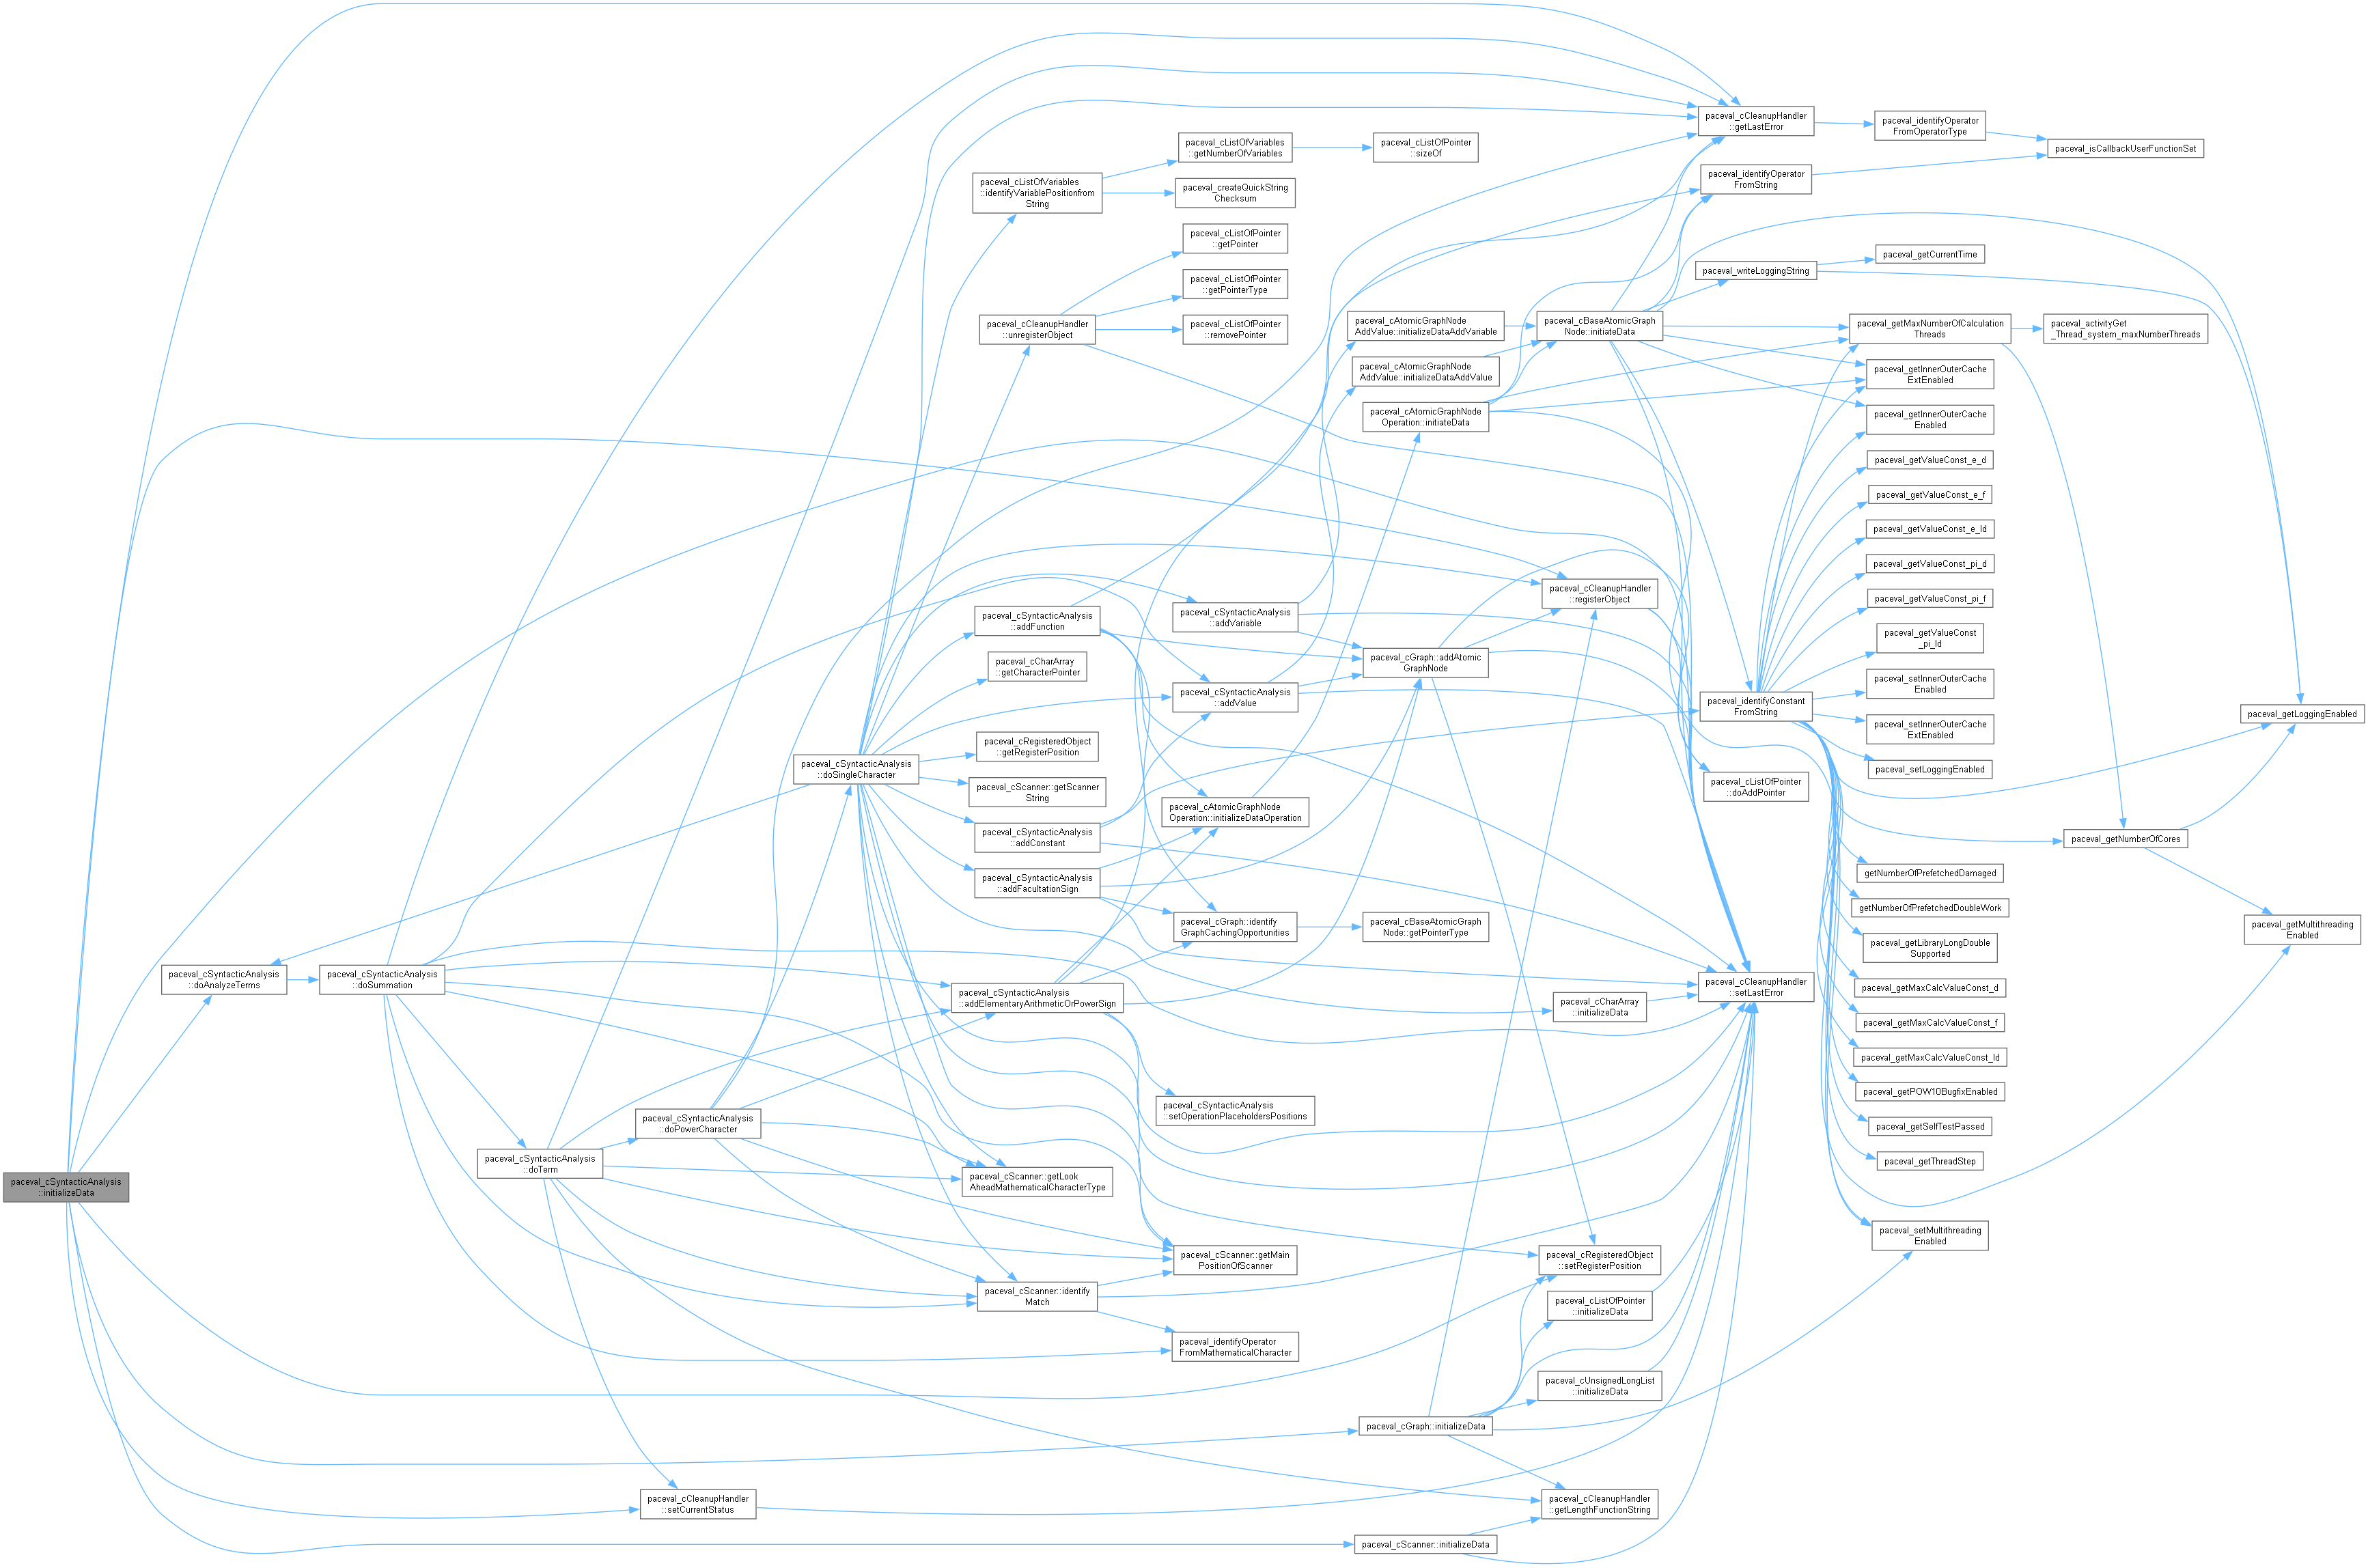 paceval_cSyntacticAnalysis
::initializeData
paceval_cSyntacticAnalysis
::doAnalyzeTerms
paceval_cSyntacticAnalysis
::doSummation
paceval_cSyntacticAnalysis
::doTerm
paceval_cSyntacticAnalysis
::doPowerCharacter
paceval_cCleanupHandler
::setCurrentStatus
paceval_cSyntacticAnalysis
::doSingleCharacter
paceval_cListOfVariables
::identifyVariablePositionfrom
String
paceval_cCleanupHandler
::unregisterObject
paceval_cSyntacticAnalysis
::addFunction
paceval_cCharArray
::getCharacterPointer
paceval_cRegisteredObject
::getRegisterPosition
paceval_cScanner::getScanner
String
paceval_cSyntacticAnalysis
::addConstant
paceval_cSyntacticAnalysis
::addFacultationSign
paceval_cSyntacticAnalysis
::addElementaryArithmeticOrPowerSign
paceval_cScanner::getLook
AheadMathematicalCharacterType
paceval_cScanner::identify
Match
paceval_cListOfVariables
::getNumberOfVariables
paceval_createQuickString
Checksum
paceval_cListOfPointer
::getPointer
paceval_cListOfPointer
::getPointerType
paceval_cListOfPointer
::removePointer
paceval_cSyntacticAnalysis
::addVariable
paceval_cSyntacticAnalysis
::addValue
paceval_cAtomicGraphNode
Operation::initializeDataOperation
paceval_cGraph::identify
GraphCachingOpportunities
paceval_cSyntacticAnalysis
::setOperationPlaceholdersPositions
paceval_cScanner::getMain
PositionOfScanner
paceval_identifyOperator
FromMathematicalCharacter
paceval_cListOfPointer
::sizeOf
paceval_cAtomicGraphNode
AddValue::initializeDataAddVariable
paceval_cAtomicGraphNode
AddValue::initializeDataAddValue
paceval_cAtomicGraphNode
Operation::initiateData
paceval_cGraph::addAtomic
GraphNode
paceval_cBaseAtomicGraph
Node::getPointerType
paceval_cGraph::initializeData
paceval_cScanner::initializeData
paceval_cBaseAtomicGraph
Node::initiateData
paceval_cCleanupHandler
::registerObject
paceval_cCharArray
::initializeData
paceval_cRegisteredObject
::setRegisterPosition
paceval_cListOfPointer
::initializeData
paceval_cUnsignedLongList
::initializeData
paceval_cCleanupHandler
::getLengthFunctionString
paceval_cCleanupHandler
::getLastError
paceval_identifyOperator
FromString
paceval_writeLoggingString
paceval_identifyConstant
FromString
paceval_cListOfPointer
::doAddPointer
paceval_cCleanupHandler
::setLastError
paceval_identifyOperator
FromOperatorType
paceval_getCurrentTime
paceval_getMaxNumberOfCalculation
Threads
paceval_getInnerOuterCache
ExtEnabled
paceval_getInnerOuterCache
Enabled
paceval_getValueConst_e_d
paceval_getValueConst_e_f
paceval_getValueConst_e_ld
paceval_getValueConst_pi_d
paceval_getValueConst_pi_f
paceval_getValueConst
_pi_ld
paceval_setInnerOuterCache
Enabled
paceval_setInnerOuterCache
ExtEnabled
paceval_setLoggingEnabled
getNumberOfPrefetchedDamaged
getNumberOfPrefetchedDoubleWork
paceval_getLibraryLongDouble
Supported
paceval_getMaxCalcValueConst_d
paceval_getMaxCalcValueConst_f
paceval_getMaxCalcValueConst_ld
paceval_getPOW10BugfixEnabled
paceval_getSelfTestPassed
paceval_getThreadStep
paceval_setMultithreading
Enabled
paceval_isCallbackUserFunctionSet
paceval_activityGet
_Thread_system_maxNumberThreads
paceval_getNumberOfCores
paceval_getLoggingEnabled
paceval_getMultithreading
Enabled